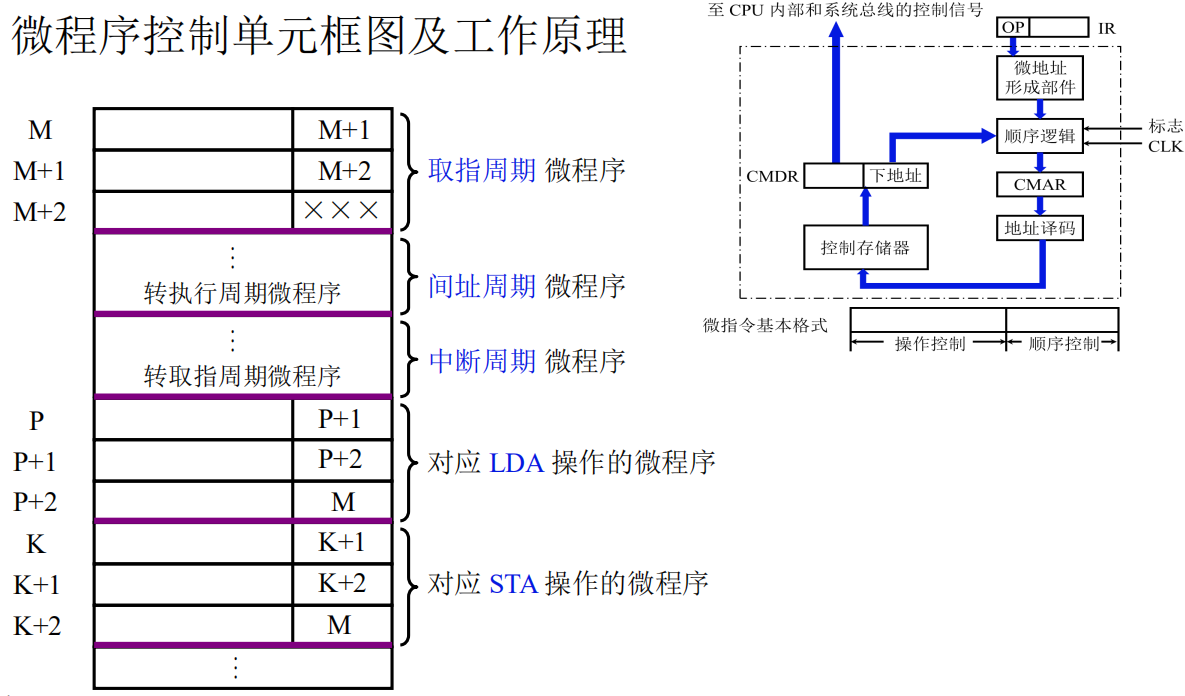 微程序控制单元框图及工作原理
M
M+1
M+1
M+2
M+2
×××
取指周期 微程序
⋮
转执行周期微程序
间址周期 微程序
⋮
转取指周期微程序
中断周期 微程序
P
P+1
P+1
P+2
P+2
M
对应 LDA 操作的微程序
K
K+1
K+1
K+2
K+2
M
对应 STA 操作的微程序
⋮
至 CPU 内部和系统总线的控制信号
OP
IR
微地址
形成部件
顺序逻辑
标志
CLK
CMDR
下地址
CMAR
控制存储器
地址译码
微指令基本格式
操作控制
顺序控制